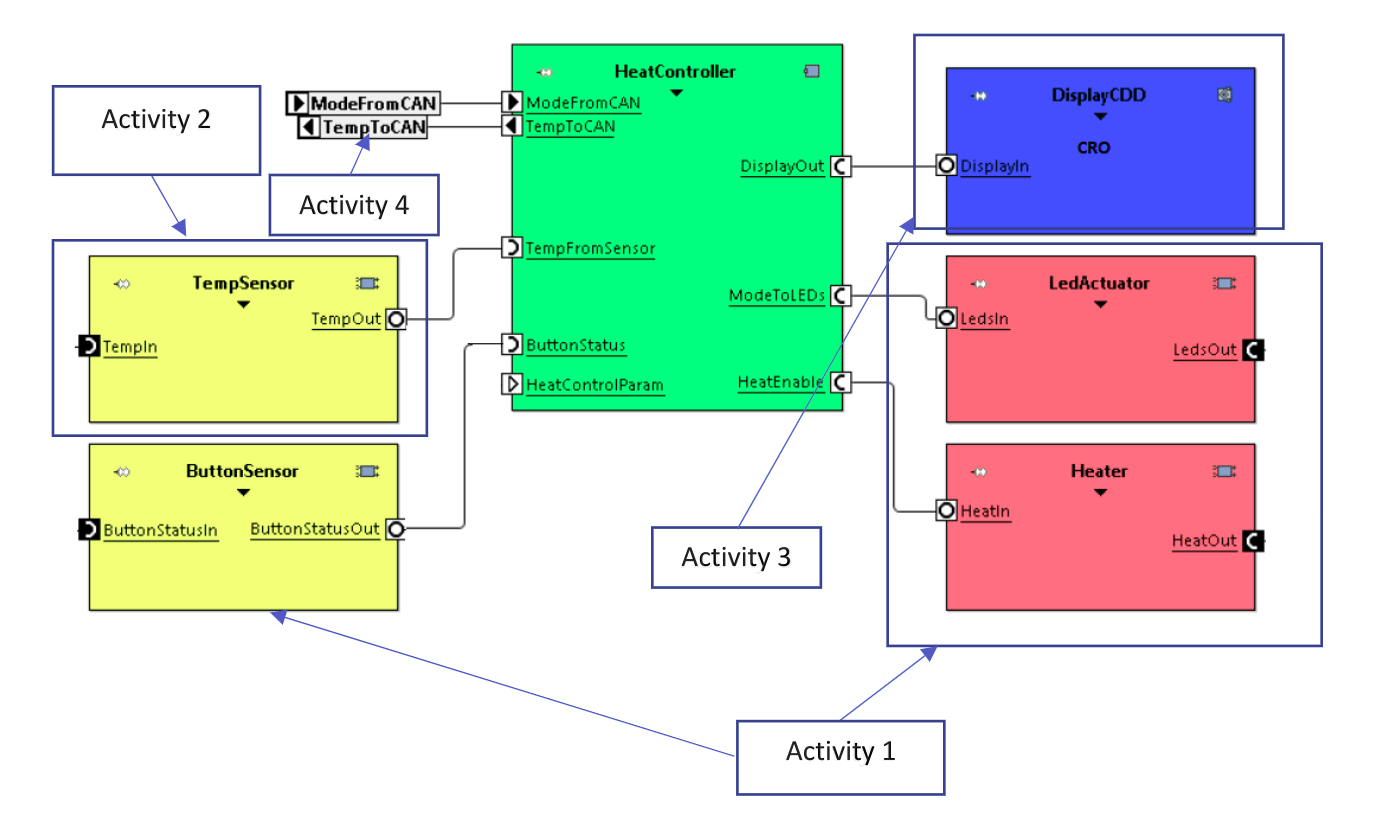 HeatController
ModeFromCAN
TempToCAN
ModeFromCAN
TempToCAN
DisplayOut
TempFromSensor
ModeToLEDs
ButtonStatus
HeatControlParam
HeatEnable
DisplayCDD
CRO
DisplayIn
Activity 2
Activity 4
TempSensor
TempOut
TempIn
ButtonSensor
ButtonStatusIn
ButtonStatusOut
LedActuator
LedsIn
LedsOut
Heater
HeatIn
HeatOut
Activity 3
Activity 1